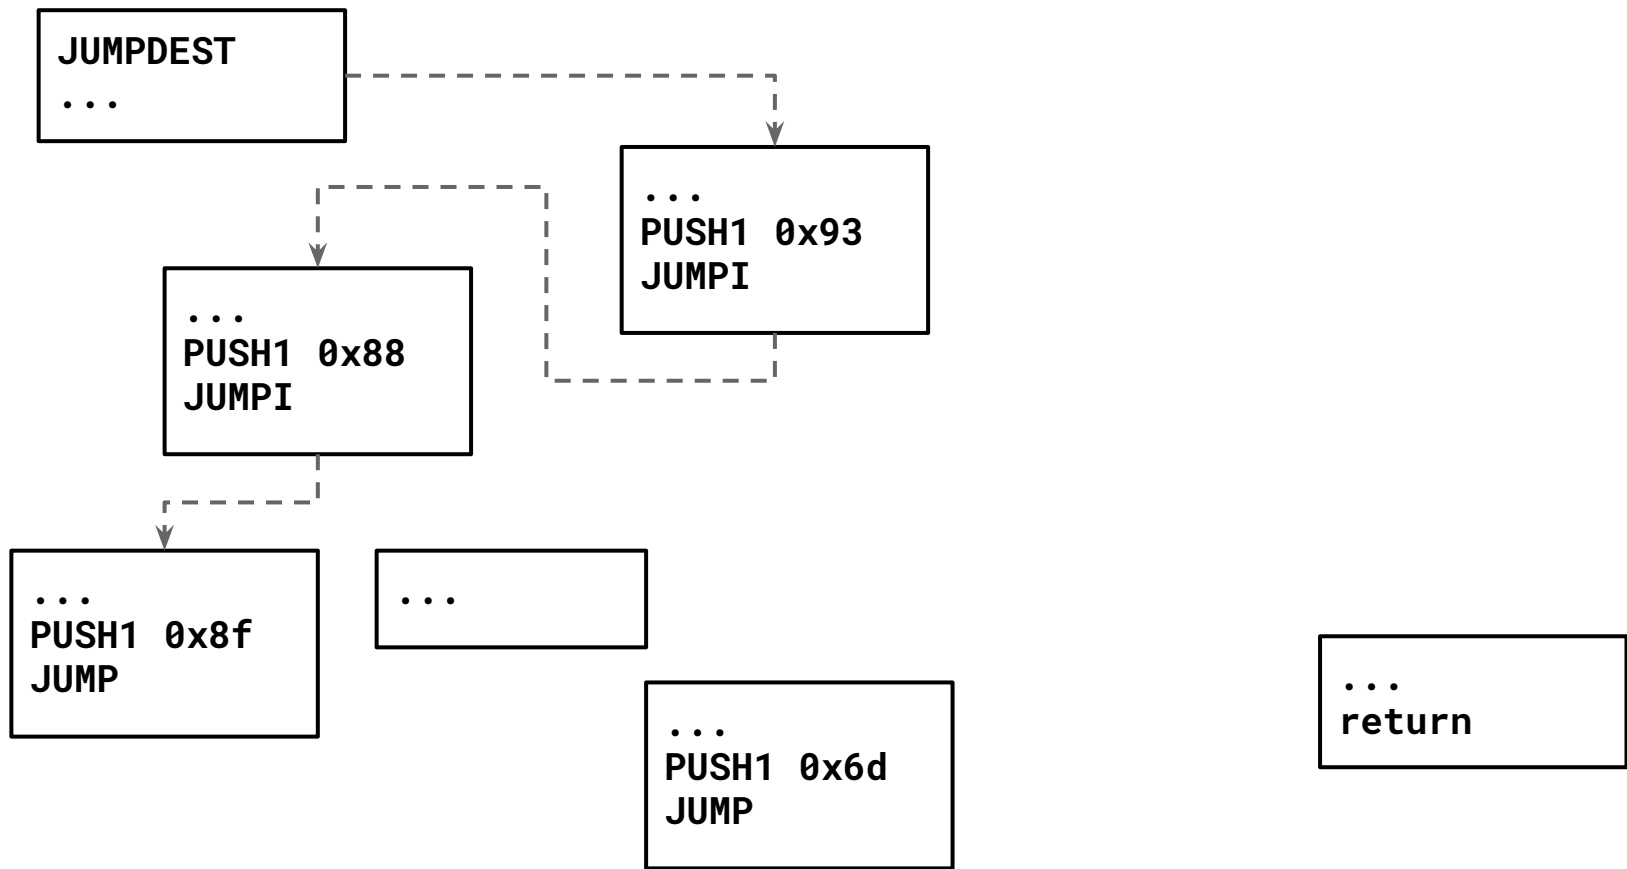 JUMPDEST
...
...
PUSH1 0x93
JUMPI
...
PUSH1 0x88
JUMPI
...
PUSH1 0x8f
JUMP
...
...
PUSH1 0x6d
JUMP
...
return